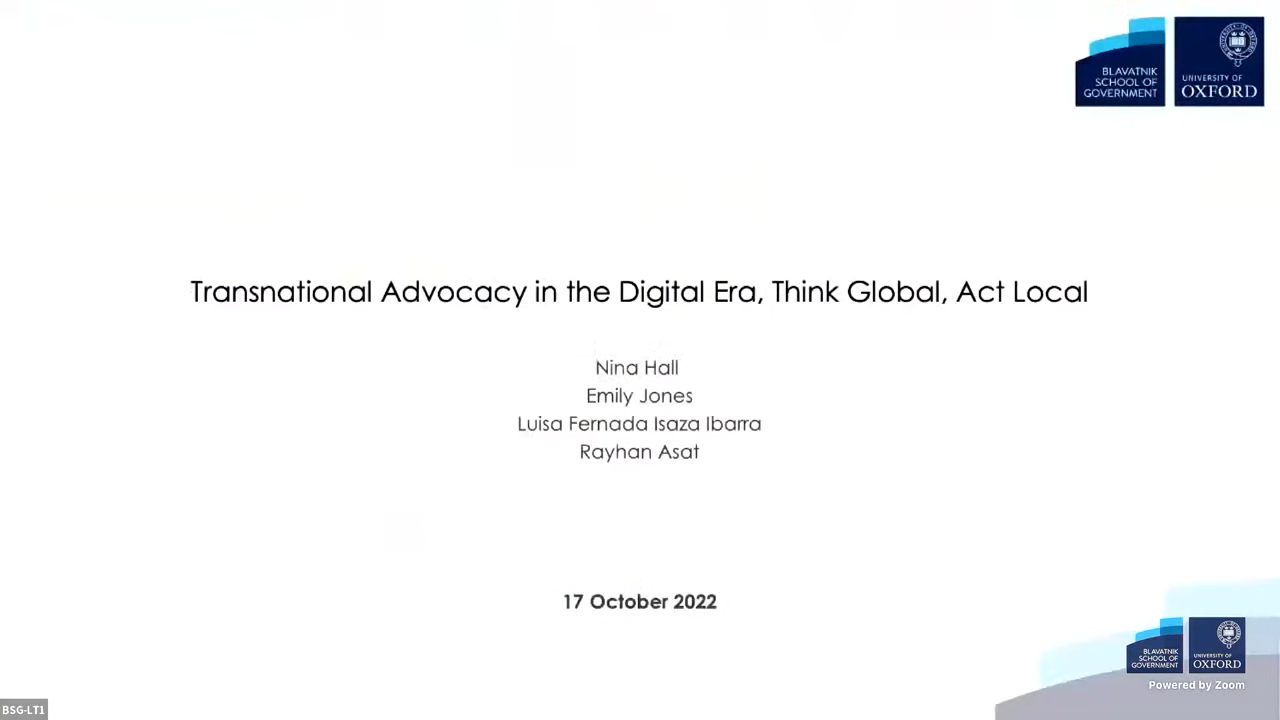 BLAVATNIK
SCHOOL OF
GOVERNMENT
UNIVERSITY OF
OXFORD
Transnational Advocacy in the Digital Era, Think Global, Act Local
Nina Hall
Emily Jones
Luisa Fernada Isaza Ibarra
Rayhan Asat
17 October 2022
BLAVATNIK
SCHOOL OF
GOVERNMENT
UNIVERSITY OF
OXFORD
Powered by Zoom
BSG-LT1